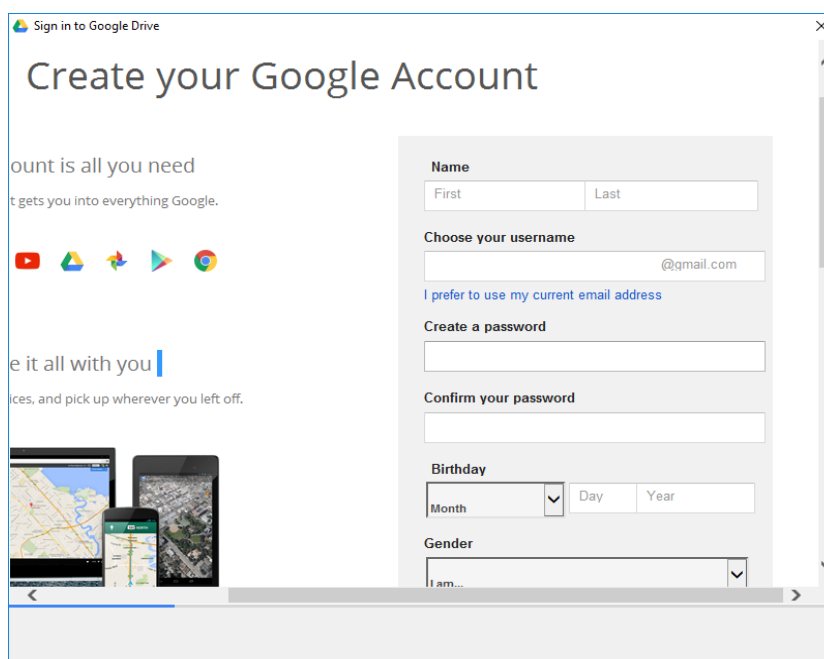 Sign in to Google Drive
Create your Google Account
ount is all you need
t gets you into everything Google.
e it all with you
ices, and pick up wherever you left off.
Name
First Last
Choose your username
@gmail.com
I prefer to use my current email address
Create a password
Confirm your password
Birthday
Month Day Year
Gender
I am...